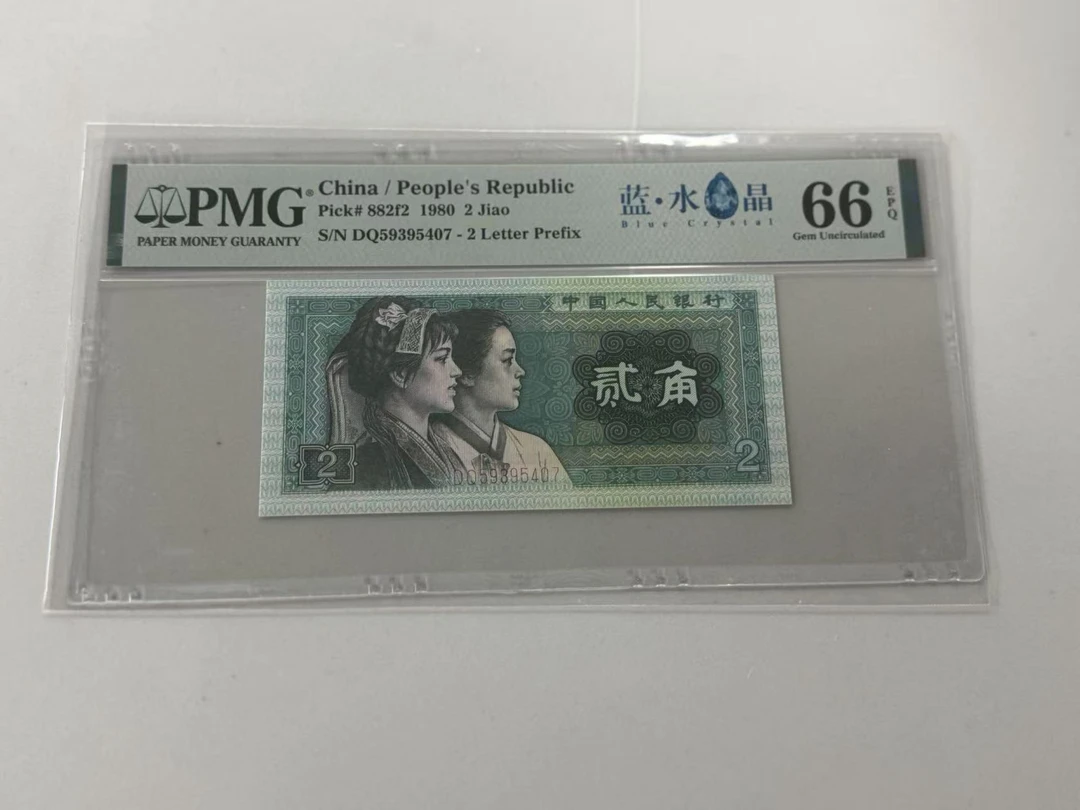 PMG®
PAPER MONEY GUARANTY
China / People's Republic
Pick# 882f2 1980 2 Jiao
S/N DQ59395407 - 2 Letter Prefix
蓝·水晶
Blue Crystal
66
EPQ
Gem Uncirculated
中国人民银行
贰角
2
2
DQ59395407